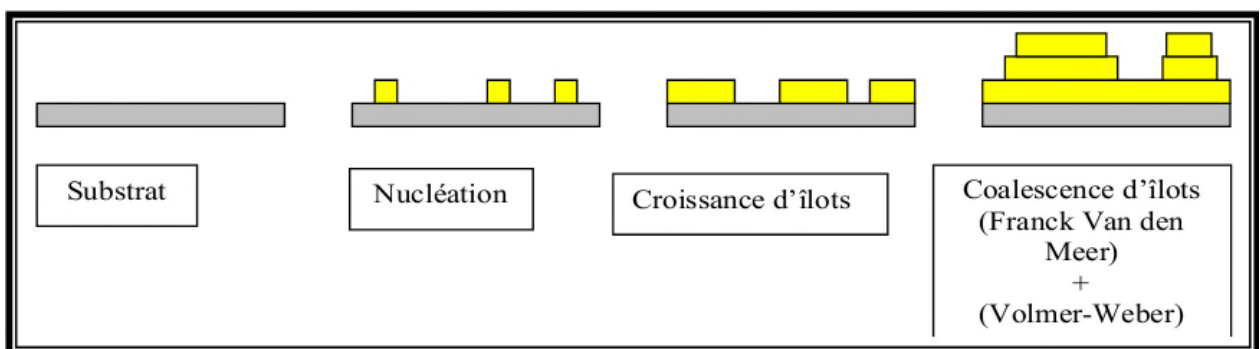 Substrat
Nucléation
Croissance d'îlots
Coalescence d'îlots
(Franck Van den
Meer)
+
(Volmer-Weber)